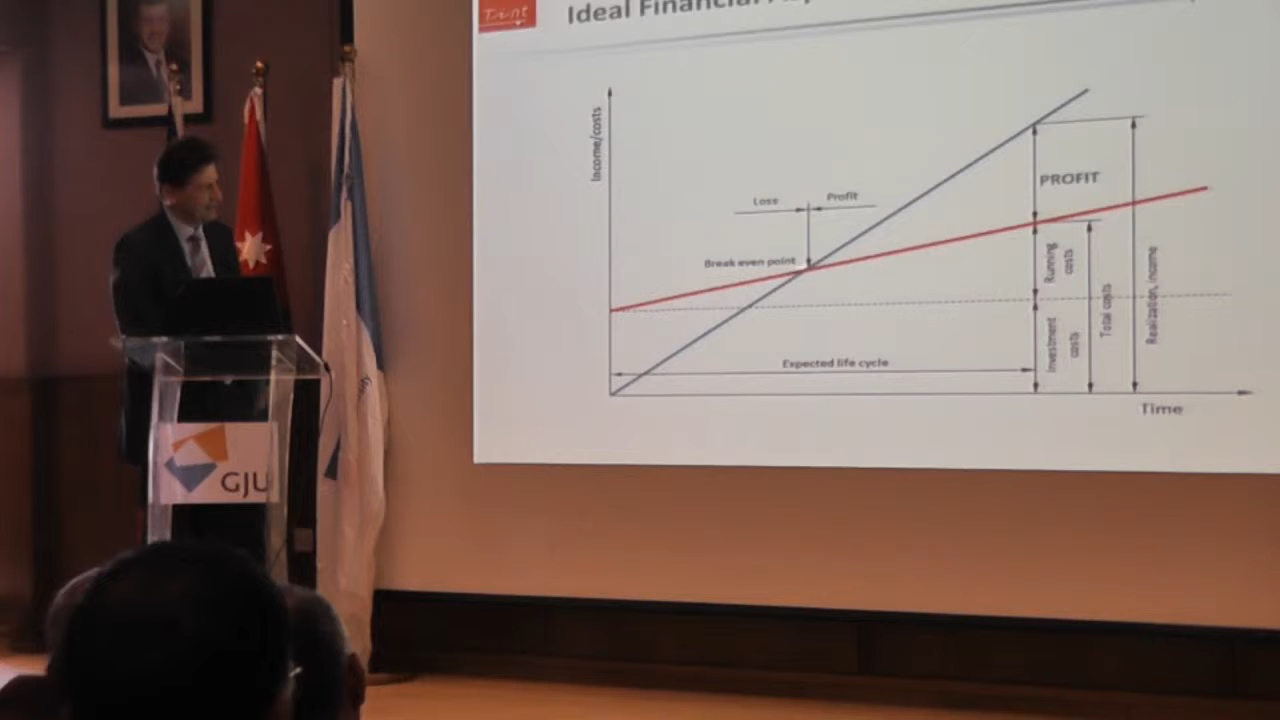 Ideal Financial
Income/costs
Loss
Profit
Break even point
PROFIT
Running
costs
Investment
costs
Total costs
Realization, income
Expected life cycle
Time
GJU